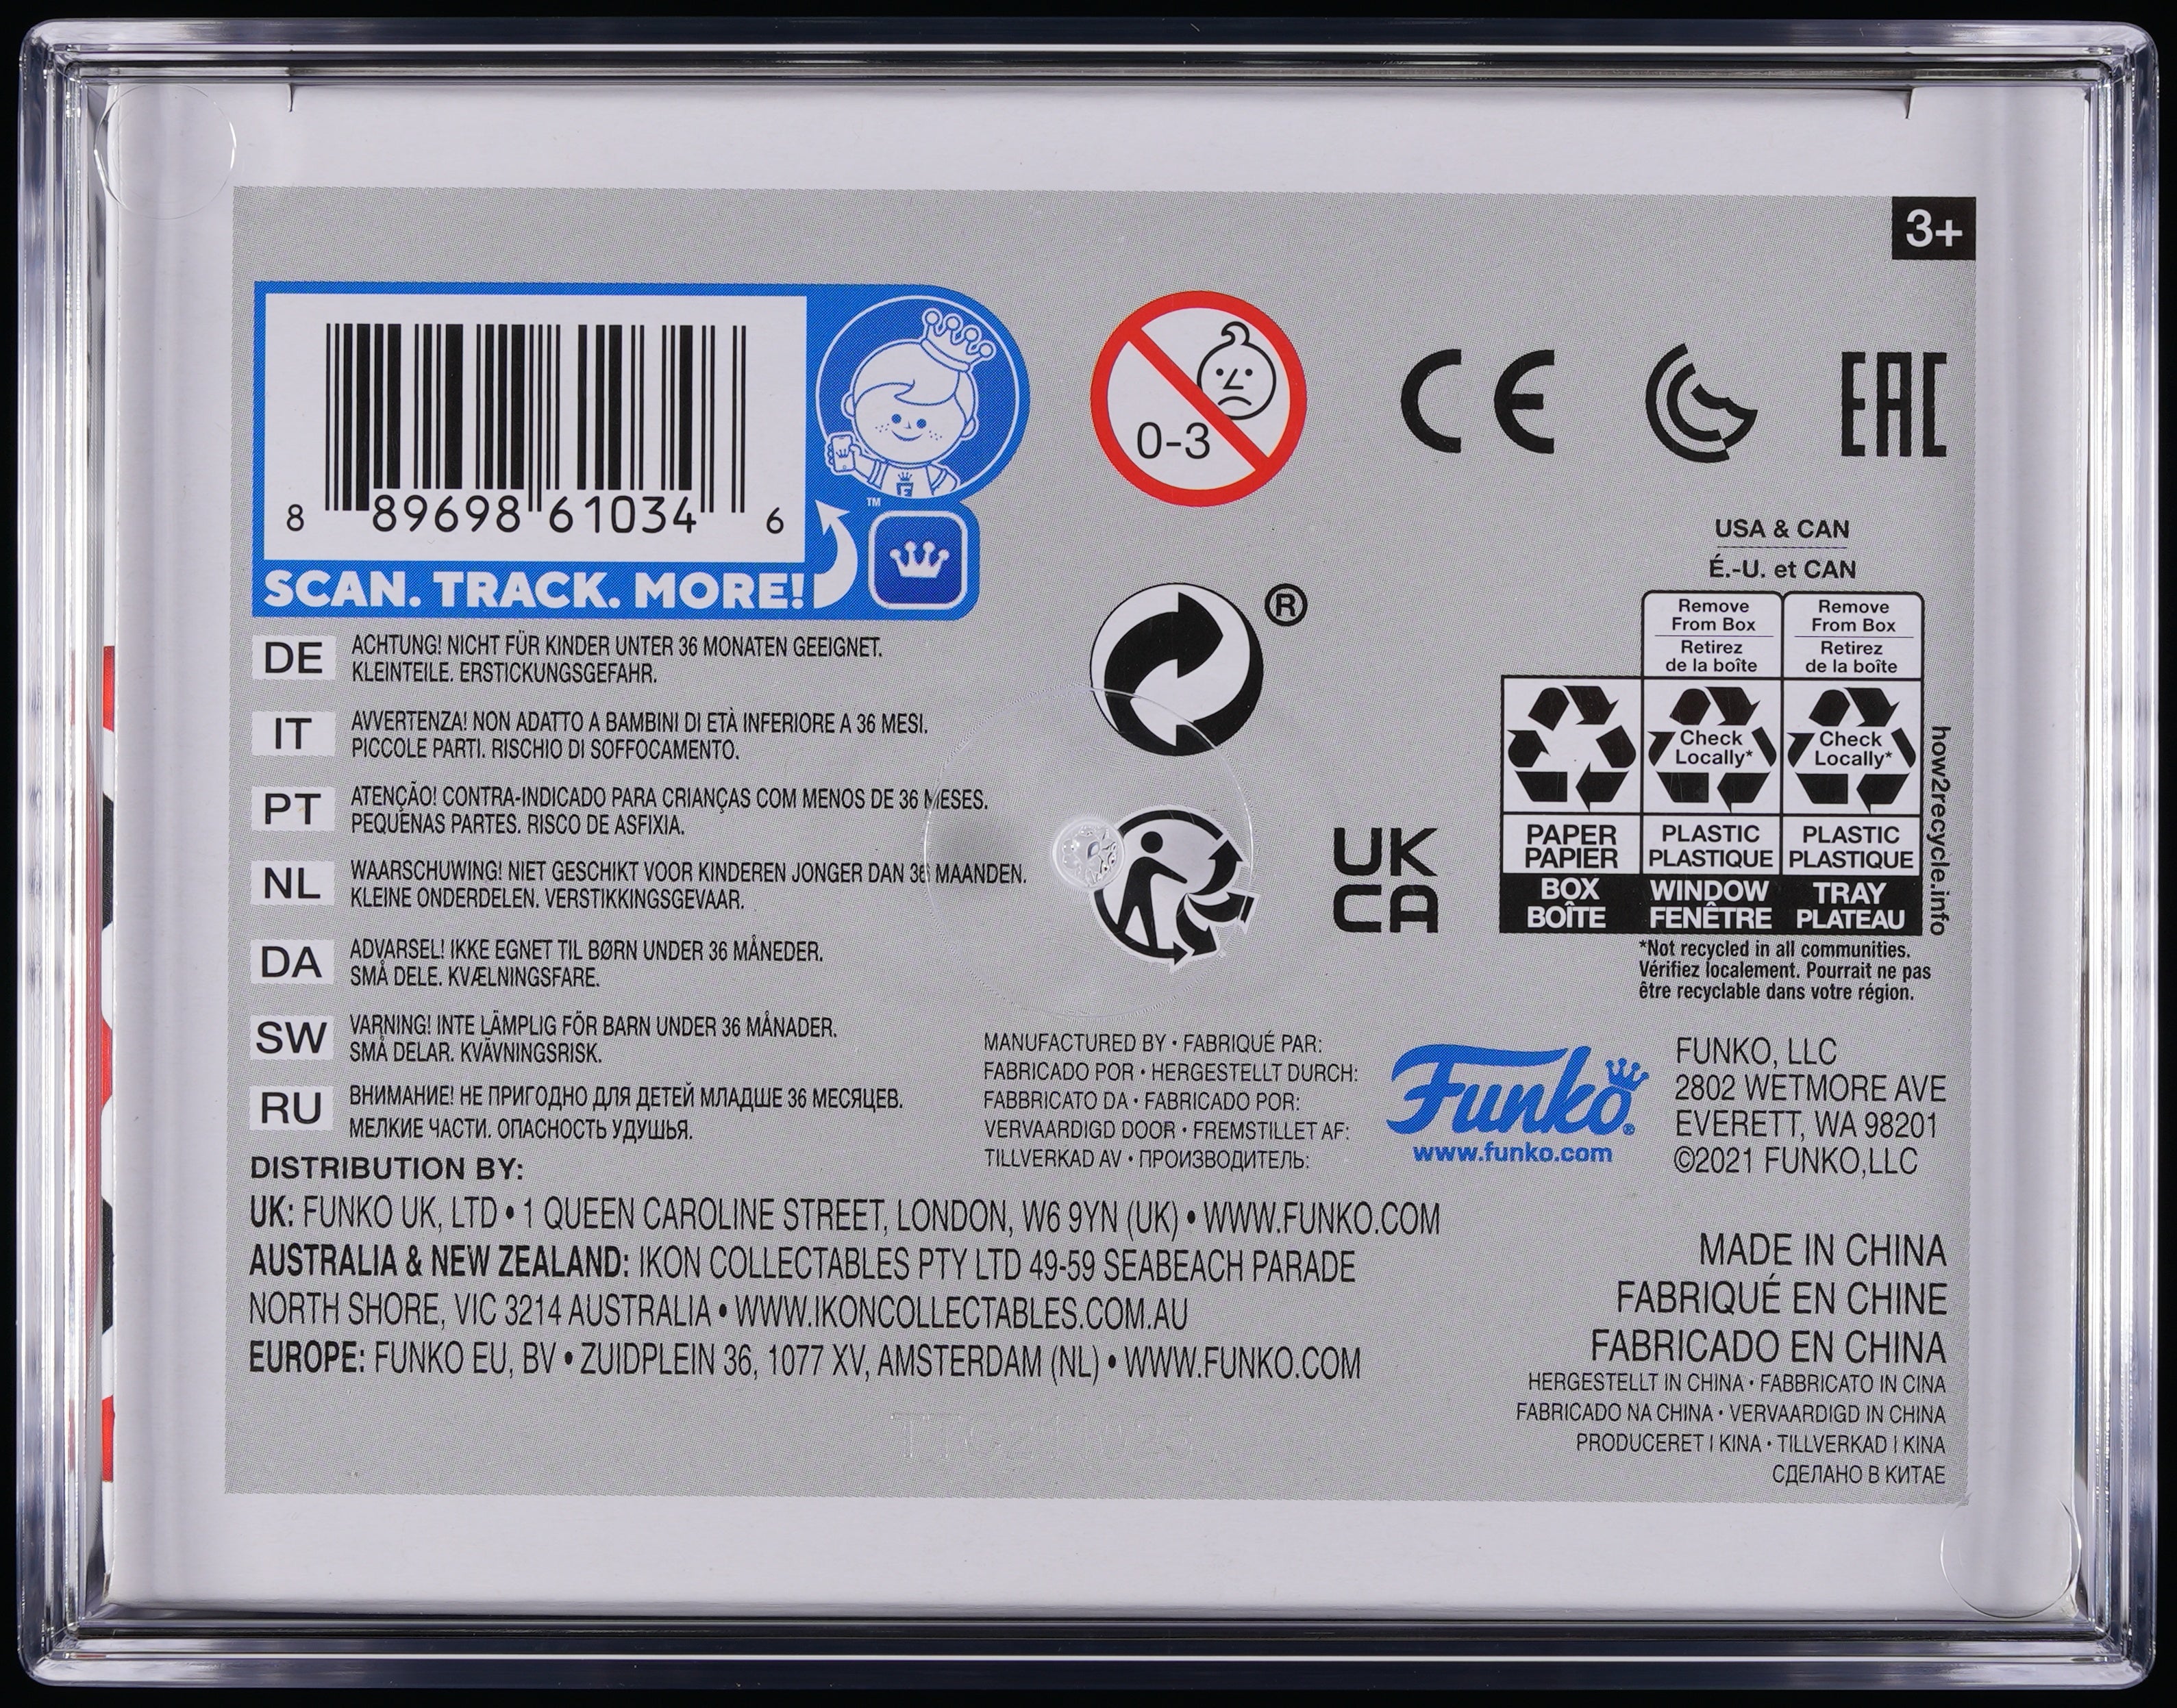 3+
8 89698 61034 6
SCAN. TRACK. MORE!
TM
0-3
CE
EAC
USA & CAN
É.-U. et CAN
Remove
From Box
Retirez
de la boîte
Remove
From Box
Retirez
de la boîte
Check
Locally*
Check
Locally*
PAPER
PAPIER
PLASTIC
PLASTIQUE
PLASTIC
PLASTIQUE
BOX
BOÎTE
WINDOW
FENÊTRE
TRAY
PLATEAU
how2recycle.info
*Not recycled in all communities.
Vérifiez localement. Pourrait ne pas
être recyclable dans votre région.
®
UK
CA
DE ACHTUNG! NICHT FÜR KINDER UNTER 36 MONATEN GEEIGNET.
KLEINTEILE. ERSTICKUNGSGEFAHR.
IT AVVERTENZA! NON ADATTO A BAMBINI DI ETÀ INFERIORE A 36 MESI.
PICCOLE PARTI. RISCHIO DI SOFFOCAMENTO.
PT ATENÇÃO! CONTRA-INDICADO PARA CRIANÇAS COM MENOS DE 36 MESES.
PEQUENAS PARTES. RISCO DE ASFIXIA.
NL WAARSCHUWING! NIET GESCHIKT VOOR KINDEREN JONGER DAN 36 MAANDEN.
KLEINE ONDERDELEN. VERSTIKKINGSGEVAAR.
DA ADVARSEL! IKKE EGNET TIL BØRN UNDER 36 MÅNEDER.
SMÅ DELE. KVÆLNINGSFARE.
SW VARNING! INTE LÄMPLIG FÖR BARN UNDER 36 MÅNADER.
SMÅ DELAR. KVÄVNINGSRISK.
RU ВНИМАНИЕ! НЕ ПРИГОДНО ДЛЯ ДЕТЕЙ МЛАДШЕ 36 МЕСЯЦЕВ.
МЕЛКИЕ ЧАСТИ. ОПАСНОСТЬ УДУШЬЯ.
MANUFACTURED BY • FABRIQUÉ PAR:
FABRICADO POR • HERGESTELLT DURCH:
FABBRICATO DA • FABRICADO POR:
VERVAARDIGD DOOR • FREMSTILLET AF:
TILLVERKAD AV • ПРОИЗВОДИТЕЛЬ:
Funko®
www.funko.com
FUNKO, LLC
2802 WETMORE AVE
EVERETT, WA 98201
©2021 FUNKO,LLC
DISTRIBUTION BY:
UK: FUNKO UK, LTD • 1 QUEEN CAROLINE STREET, LONDON, W6 9YN (UK) • WWW.FUNKO.COM
AUSTRALIA & NEW ZEALAND: IKON COLLECTABLES PTY LTD 49-59 SEABEACH PARADE
NORTH SHORE, VIC 3214 AUSTRALIA • WWW.IKONCOLLECTABLES.COM.AU
EUROPE: FUNKO EU, BV • ZUIDPLEIN 36, 1077 XV, AMSTERDAM (NL) • WWW.FUNKO.COM
MADE IN CHINA
FABRIQUÉ EN CHINE
FABRICADO EN CHINA
HERGESTELLT IN CHINA • FABBRICATO IN CINA
FABRICADO NA CHINA • VERVAARDIGD IN CHINA
PRODUCERET I KINA • TILLVERKAD I KINA
СДЕЛАНО В КИТАЕ